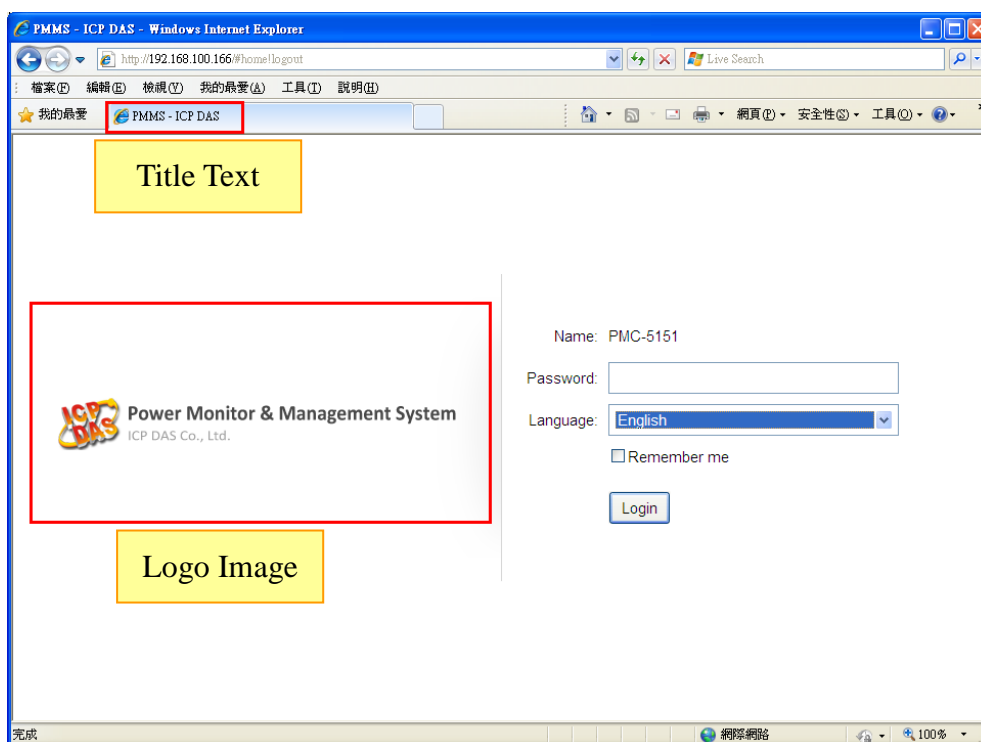 PMMS - ICP DAS - Windows Internet Explorer
http://192.168.100.166/#home!logout
Live Search
檔案(F) 編輯(E) 檢視(V) 我的最愛(A) 工具(T) 說明(H)
我的最愛 PMMS - ICP DAS 網頁(P) 安全性(S) 工具(O)
Title Text
Name: PMC-5151
Password:
ICP DAS
Power Monitor & Management System
ICP DAS Co., Ltd.
Language: English
Remember me
Login
Logo Image
完成 網際網路 100%